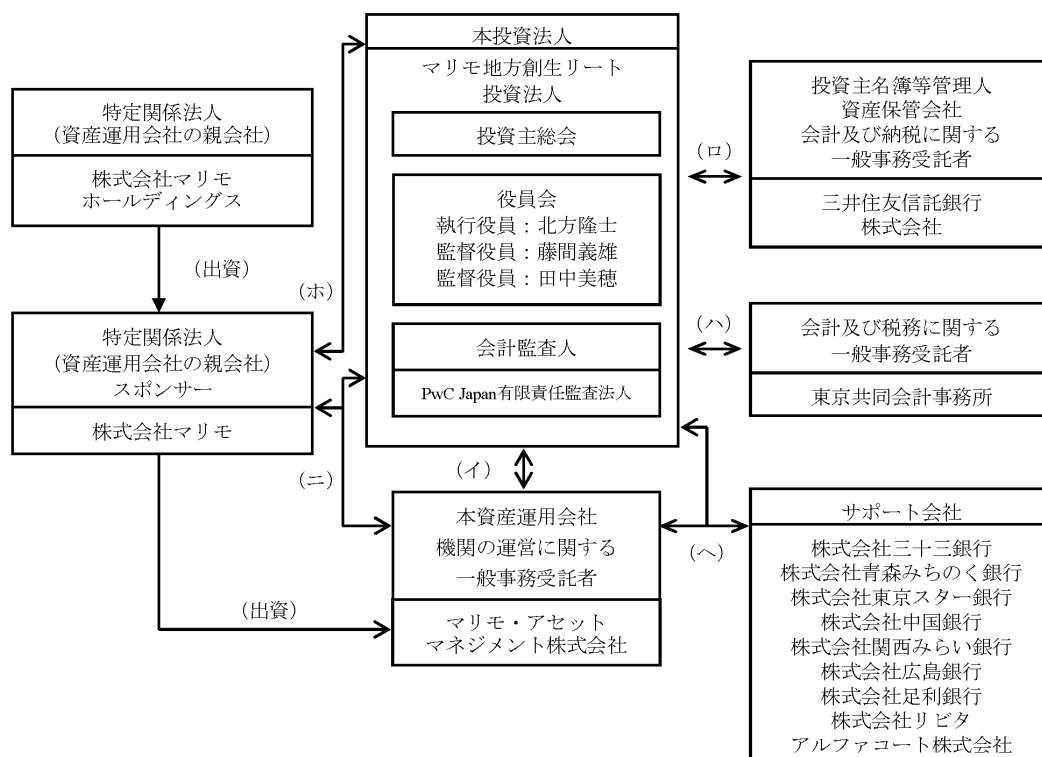 本投資法人
マリモ地方創生リート
投資法人
投資主総会
役員会
執行役員：北方隆士
監督役員：藤間義雄
監督役員：田中美穂
会計監査人
PwC Japan有限責任監査法人
特定関係法人
（資産運用会社の親会社）
株式会社マリモ
ホールディングス
（出資）
（ホ）
特定関係法人
（資産運用会社の親会社）
スポンサー
株式会社マリモ
（ニ）
（出資）
（イ）
本資産運用会社
機関の運営に関する
一般事務受託者
マリモ・アセット
マネジメント株式会社
（ロ）
投資主名簿等管理人
資産保管会社
会計及び納税に関する
一般事務受託者
三井住友信託銀行
株式会社
（ハ）
会計及び税務に関する
一般事務受託者
東京共同会計事務所
（ヘ）
サポート会社
株式会社三十三銀行
株式会社青森みちのく銀行
株式会社東京スター銀行
株式会社中国銀行
株式会社関西みらい銀行
株式会社広島銀行
株式会社足利銀行
株式会社リビタ
アルファコート株式会社